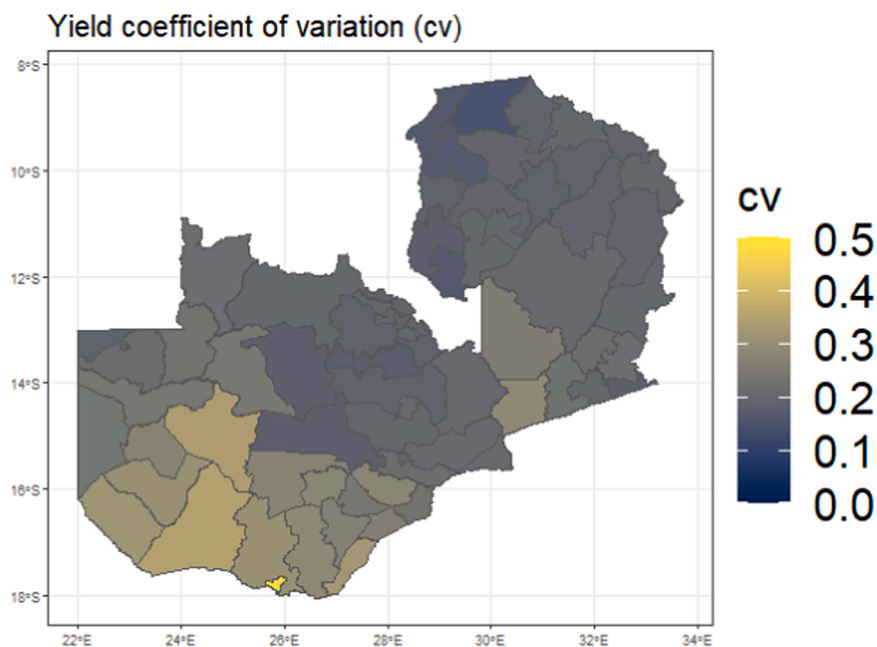 Yield coefficient of variation (cv)
8°S
10°S
12°S
14°S
16°S
18°S
22°E
24°E
26°E
28°E
30°E
32°E
34°E
cv
0.5
0.4
0.3
0.2
0.1
0.0